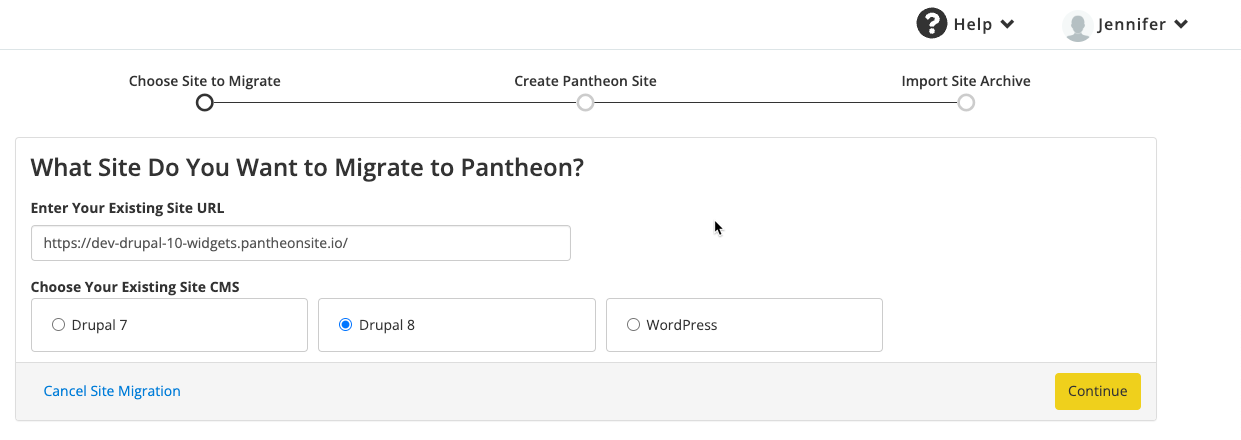 ? Help Jennifer
Choose Site to Migrate Create Pantheon Site Import Site Archive
What Site Do You Want to Migrate to Pantheon?
Enter Your Existing Site URL
https://dev-drupal-10-widgets.pantheonsite.io/
Choose Your Existing Site CMS
Drupal 7 Drupal 8 WordPress
Cancel Site Migration Continue